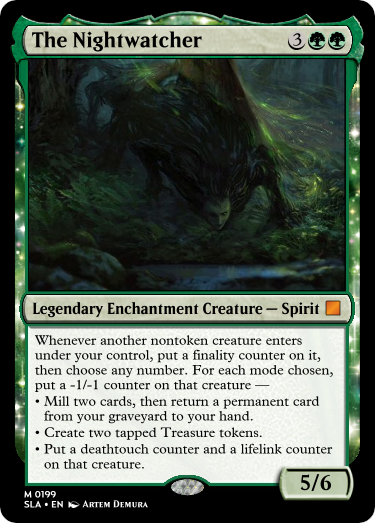 The Nightwatcher 3
Legendary Enchantment Creature — Spirit
Whenever another nontoken creature enters
under your control, put a finality counter on it,
then choose any number. For each mode chosen,
put a -1/-1 counter on that creature —
• Mill two cards, then return a permanent card
from your graveyard to your hand.
• Create two tapped Treasure tokens.
• Put a deathtouch counter and a lifelink counter
on that creature.
5/6
M 0199
SLA • EN Artem Demura